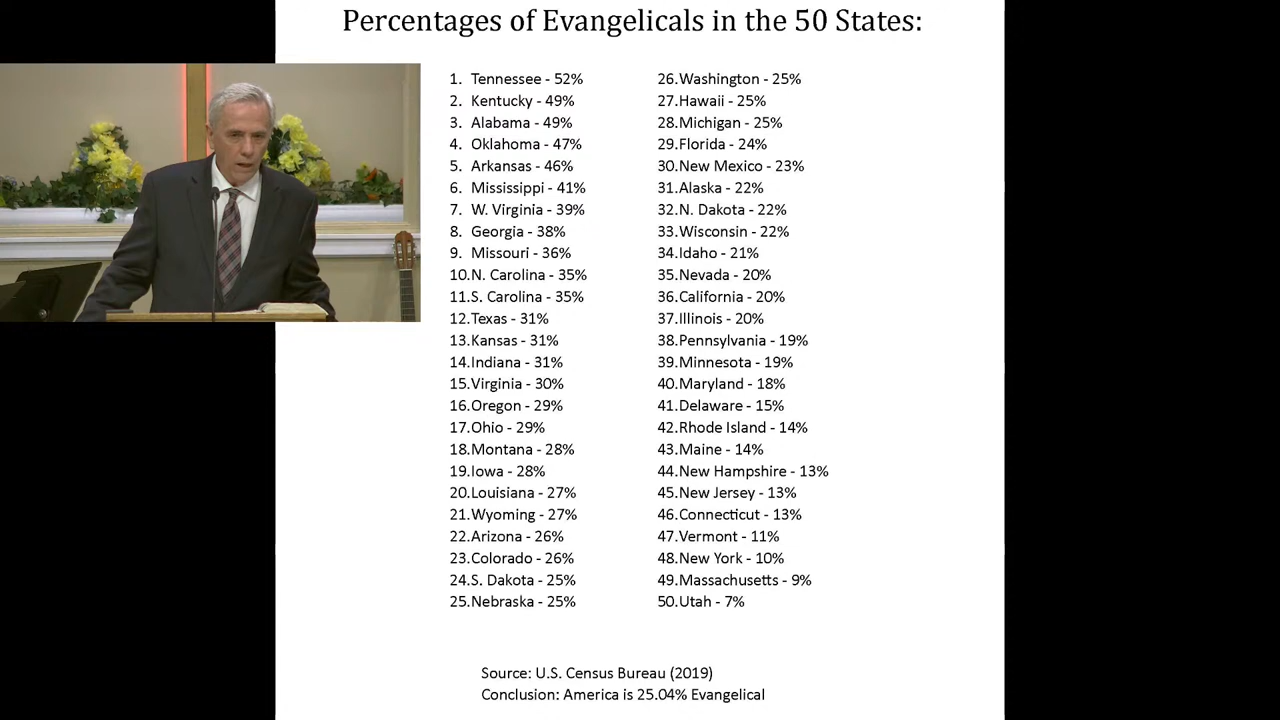 Percentages of Evangelicals in the 50 States:
1. Tennessee - 52%
2. Kentucky - 49%
3. Alabama - 49%
4. Oklahoma - 47%
5. Arkansas - 46%
6. Mississippi - 41%
7. W. Virginia - 39%
8. Georgia - 38%
9. Missouri - 36%
10.N. Carolina - 35%
11.S. Carolina - 35%
12.Texas - 31%
13.Kansas - 31%
14.Indiana - 31%
15.Virginia - 30%
16.Oregon - 29%
17.Ohio - 29%
18.Montana - 28%
19.Iowa - 28%
20.Louisiana - 27%
21.Wyoming - 27%
22.Arizona - 26%
23.Colorado - 26%
24.S. Dakota - 25%
25.Nebraska - 25%
26.Washington - 25%
27.Hawaii - 25%
28.Michigan - 25%
29.Florida - 24%
30.New Mexico - 23%
31.Alaska - 22%
32.N. Dakota - 22%
33.Wisconsin - 22%
34.Idaho - 21%
35.Nevada - 20%
36.California - 20%
37.Illinois - 20%
38.Pennsylvania - 19%
39.Minnesota - 19%
40.Maryland - 18%
41.Delaware - 15%
42.Rhode Island - 14%
43.Maine - 14%
44.New Hampshire - 13%
45.New Jersey - 13%
46.Connecticut - 13%
47.Vermont - 11%
48.New York - 10%
49.Massachusetts - 9%
50.Utah - 7%
Source: U.S. Census Bureau (2019)
Conclusion: America is 25.04% Evangelical